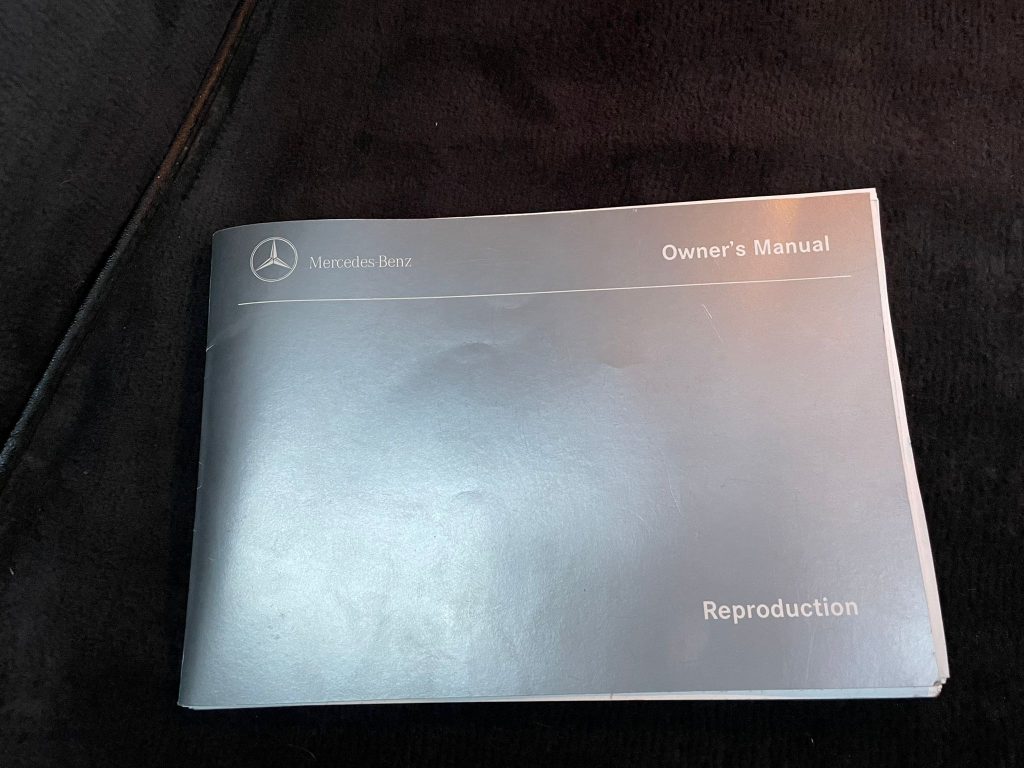 Mercedes-Benz
Owner's Manual
Reproduction